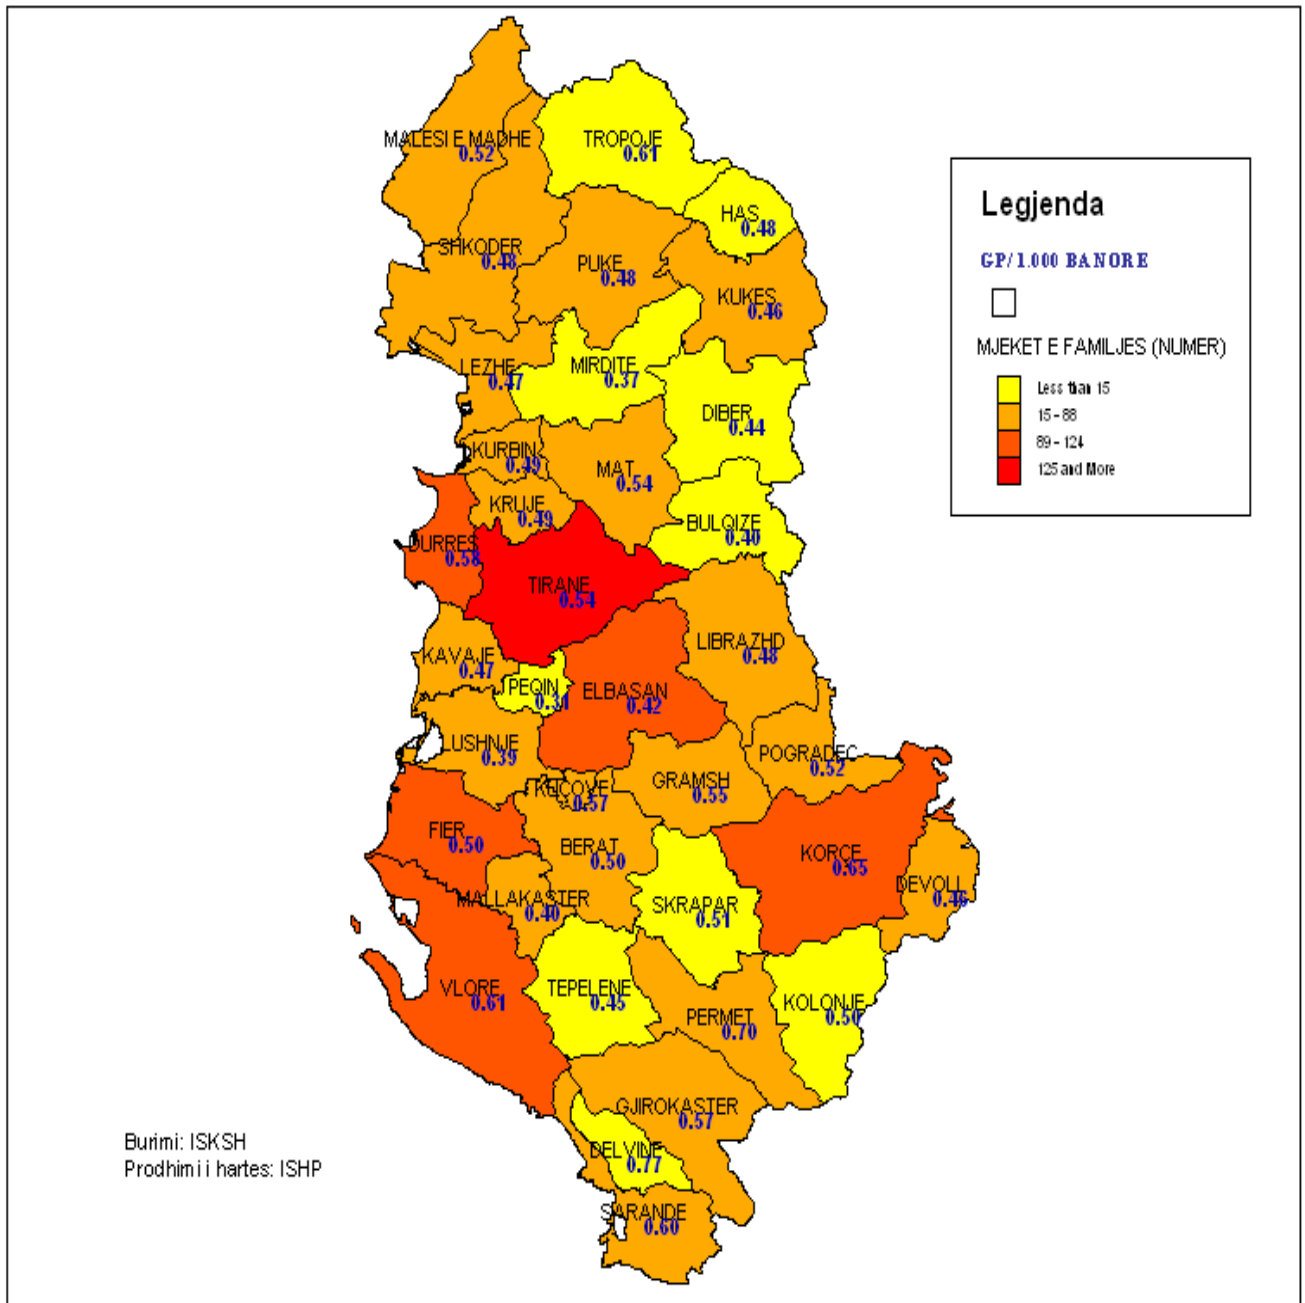 MALESI E MADHE
0.52
TROPOJE
0.61
HAS
0.48
SHKODER
0.48
PUKE
0.48
KUKES
0.46
LEZHE
0.47
MIRDITE
0.37
DIBER
0.44
KURBIN
0.49
MAT
0.54
KRUJE
0.49
BULQIZE
0.40
DURRES
0.58
TIRANE
0.54
LIBRAZHD
0.48
KAVAJE
0.47
PEQIN
0.31
ELBASAN
0.42
LUSHNJE
0.39
POGRADEC
0.52
KUCOVE
0.57
GRAMSH
0.55
FIER
0.50
BERAT
0.50
KORCE
0.65
DEVOLL
0.46
MALLAKASTER
0.40
SKRAPAR
0.51
VLORE
0.61
TEPELENE
0.45
PERMET
0.70
KOLONJE
0.50
GJIROKASTER
0.57
DELVINE
0.77
SARANDE
0.60
Legjenda
GP/1.000 BANORE
MJEKET E FAMILJES (NUMER)
Less than 15
15 - 88
89 - 124
125 and More
Burimi: ISKSH
Prodhimi i hartes: ISHP